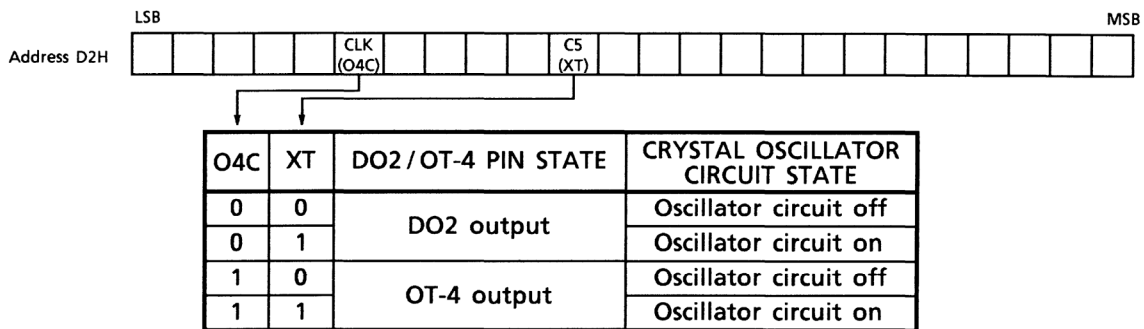 LSB MSB
Address D2H CLK (O4C) C5 (XT)
O4C XT DO2/OT-4 PIN STATE CRYSTAL OSCILLATOR CIRCUIT STATE
0 0 DO2 output Oscillator circuit off
0 1 Oscillator circuit on
1 0 OT-4 output Oscillator circuit off
1 1 Oscillator circuit on